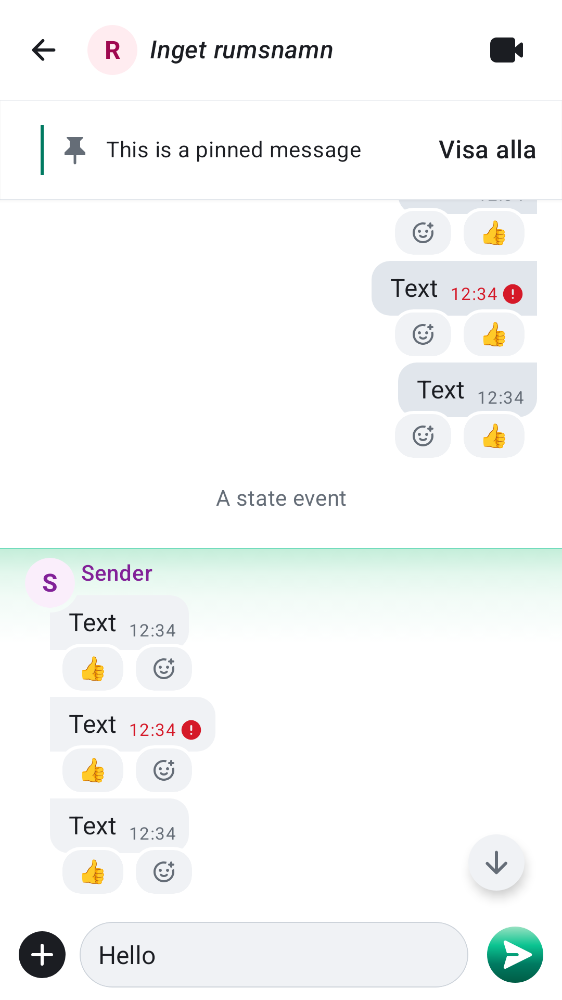 R Inget rumsnamn
This is a pinned message Visa alla
Text 12:34
Text 12:34
A state event
S Sender
Text 12:34
Text 12:34
Text 12:34
Hello